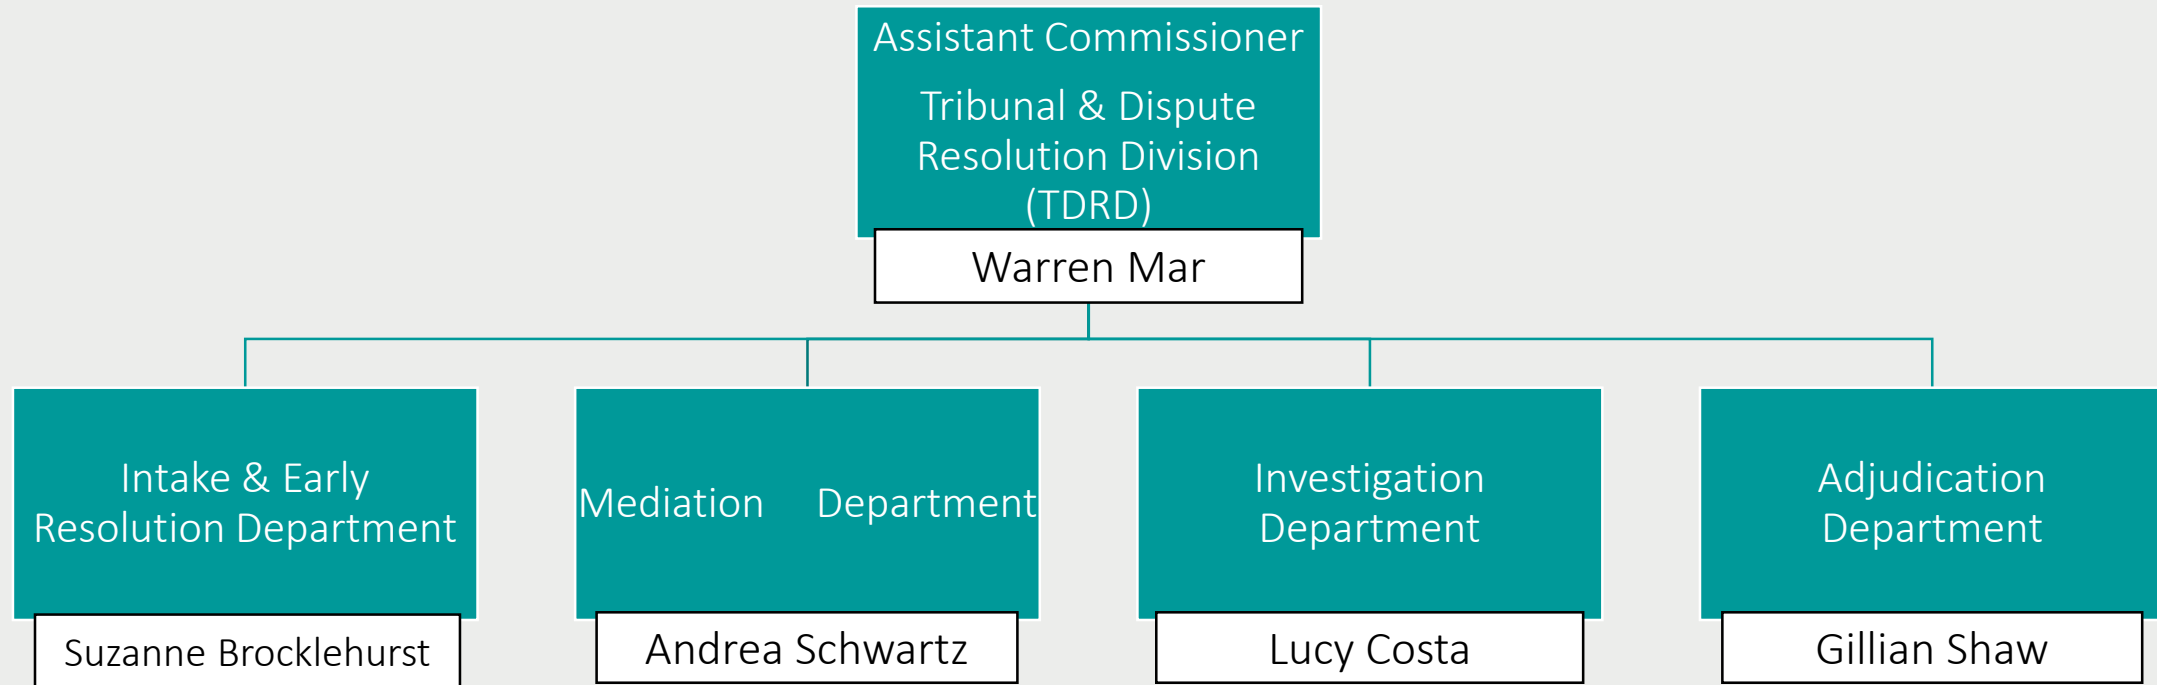 Assistant Commissioner
Tribunal & Dispute
Resolution Division
(TDRD)
Warren Mar
Intake & Early
Resolution Department
Suzanne Brocklehurst
Mediation Department
Andrea Schwartz
Investigation
Department
Lucy Costa
Adjudication
Department
Gillian Shaw